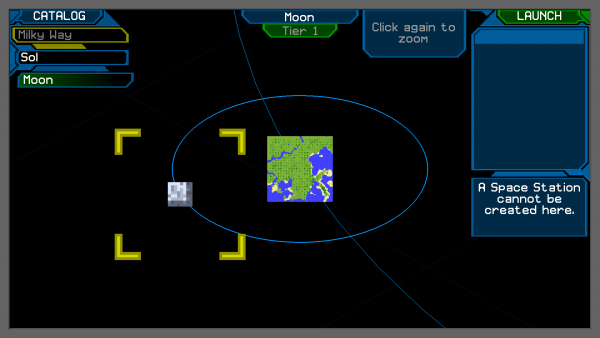 CATALOG
Milky Way
Sol
Moon
Moon
Tier 1
Click again to
zoom
LAUNCH
A Space Station
cannot be
created here.